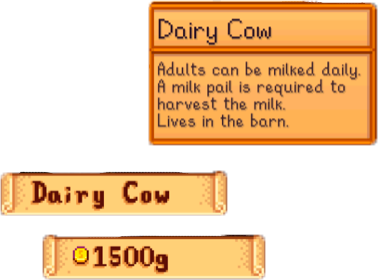 Dairy Cow
Adults can be milked daily.
A milk pail is required to
harvest the milk.
Lives in the barn.
Dairy Cow
1500g